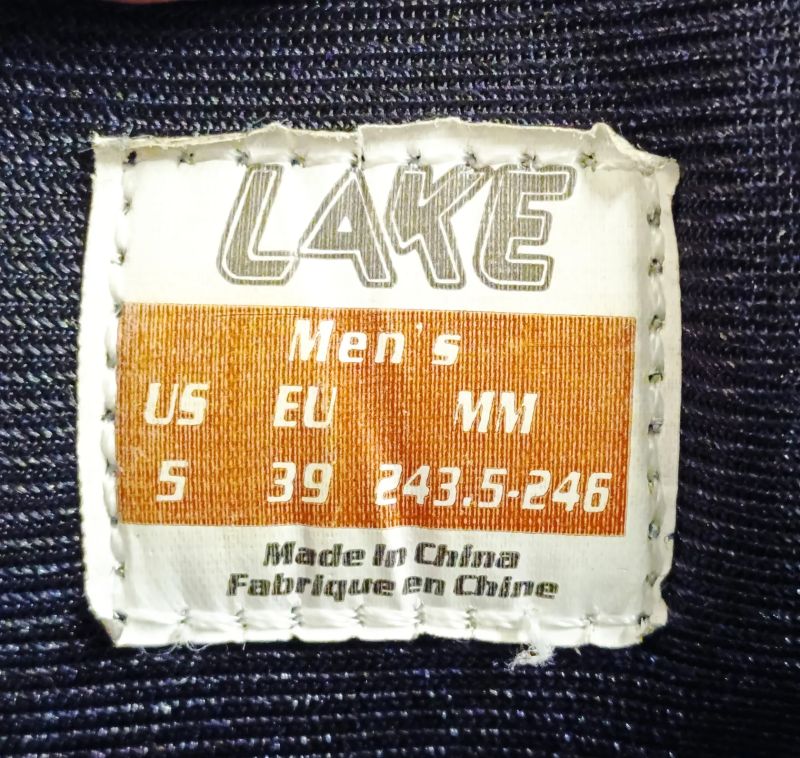 LAKE
Men's
US EU MM
5 39 243.5-246
Made In China
Fabrique en Chine